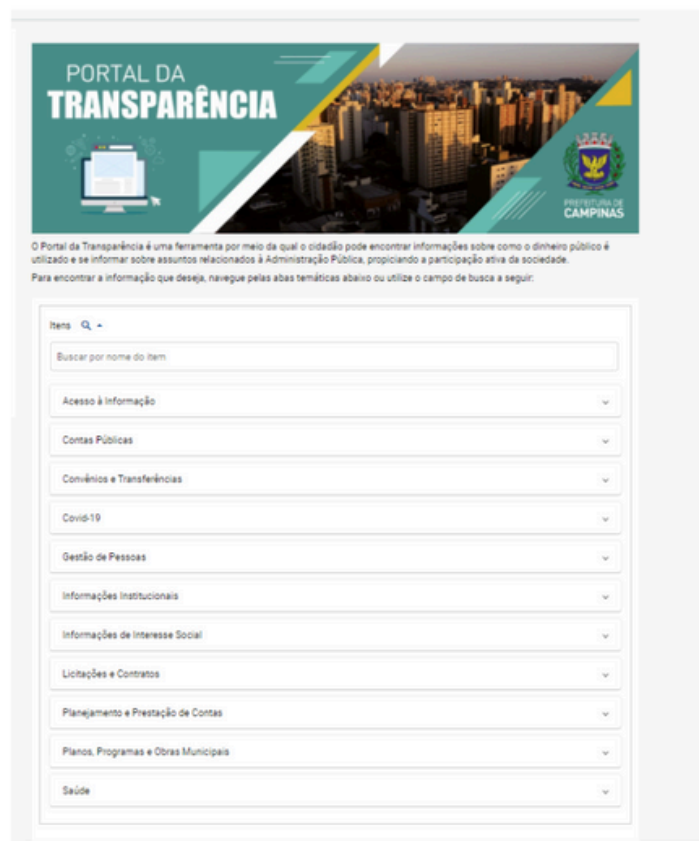 PORTAL DA
TRANSPARÊNCIA
PREFEITURA DE
CAMPINAS
O Portal da Transparência é uma ferramenta por meio da qual o cidadão pode encontrar informações sobre como o dinheiro público é
utilizado e se informar sobre assuntos relacionados à Administração Pública, propiciando a participação ativa da sociedade.
Para encontrar a informação que deseja, navegue pelas abas temáticas abaixo ou utilize o campo de busca a seguir:
Itens
Buscar por nome do item
Acesso à Informação
Contas Públicas
Convênios e Transferências
Covid-19
Gestão de Pessoas
Informações Institucionais
Informações de Interesse Social
Licitações e Contratos
Planejamento e Prestação de Contas
Planos, Programas e Obras Municipais
Saúde